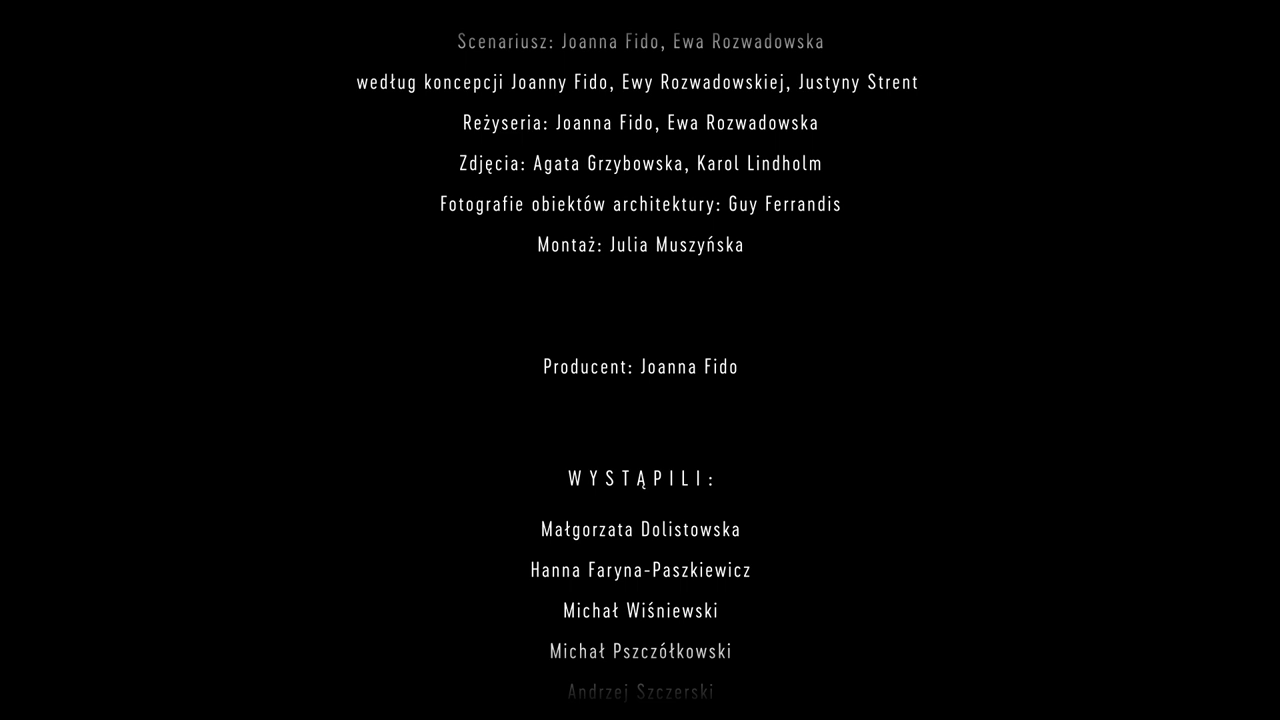 Scenariusz: Joanna Fido, Ewa Rozwadowska
według koncepcji Joanny Fido, Ewy Rozwadowskiej, Justyny Strent
Reżyseria: Joanna Fido, Ewa Rozwadowska
Zdjęcia: Agata Grzybowska, Karol Lindholm
Fotografie obiektów architektury: Guy Ferrandis
Montaż: Julia Muszyńska
Producent: Joanna Fido
WYSTĄPILI:
Małgorzata Dolistowska
Hanna Faryna-Paszkiewicz
Michał Wiśniewski
Michał Pszczółkowski
Andrzej Szczerski